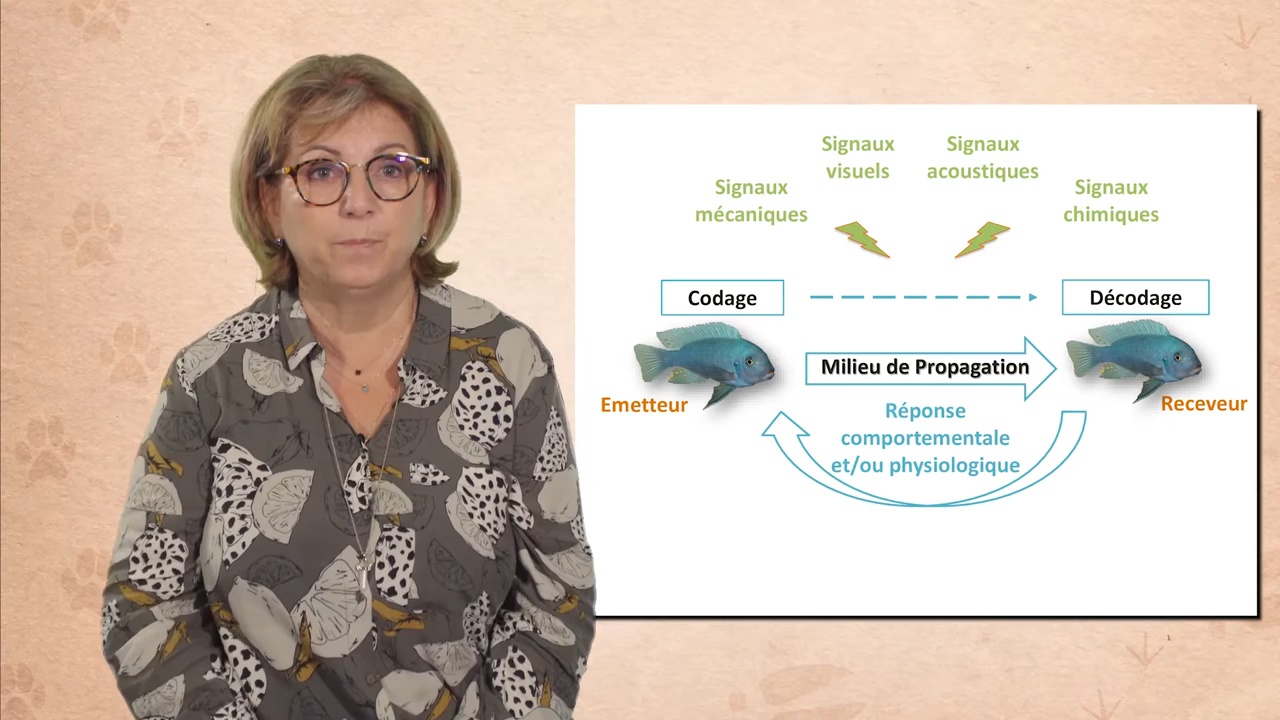 Signaux
visuels
Signaux
acoustiques
Signaux
mécaniques
Signaux
chimiques
Codage
Décodage
Milieu de Propagation
Emetteur
Receveur
Réponse
comportementale
et/ou physiologique